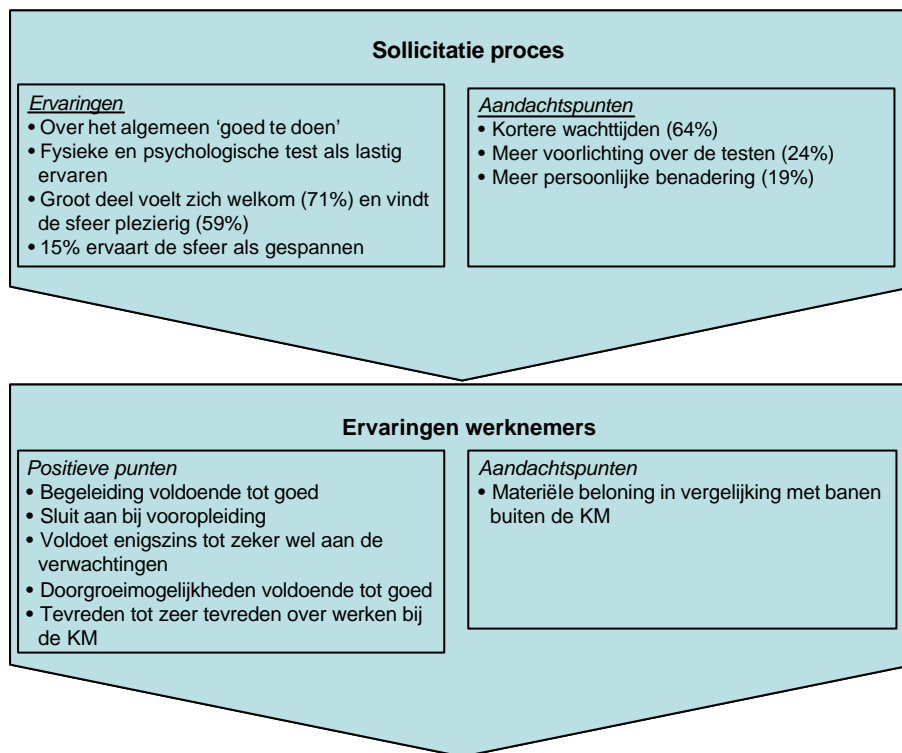 Sollicitatie proces
Ervaringen
• Over het algemeen ‘goed te doen’
• Fysieke en psychologische test als lastig
ervaren
• Groot deel voelt zich welkom (71%) en vindt
de sfeer plezierig (59%)
• 15% ervaart de sfeer als gespannen
Aandachtspunten
• Kortere wachttijden (64%)
• Meer voorlichting over de testen (24%)
• Meer persoonlijke benadering (19%)
Ervaringen werknemers
Positieve punten
• Begeleiding voldoende tot goed
• Sluit aan bij vooropleiding
• Voldoet enigszins tot zeker wel aan de
verwachtingen
• Doorgroeimogelijkheden voldoende tot goed
• Tevreden tot zeer tevreden over werken bij
de KM
Aandachtspunten
• Materiële beloning in vergelijking met banen
buiten de KM